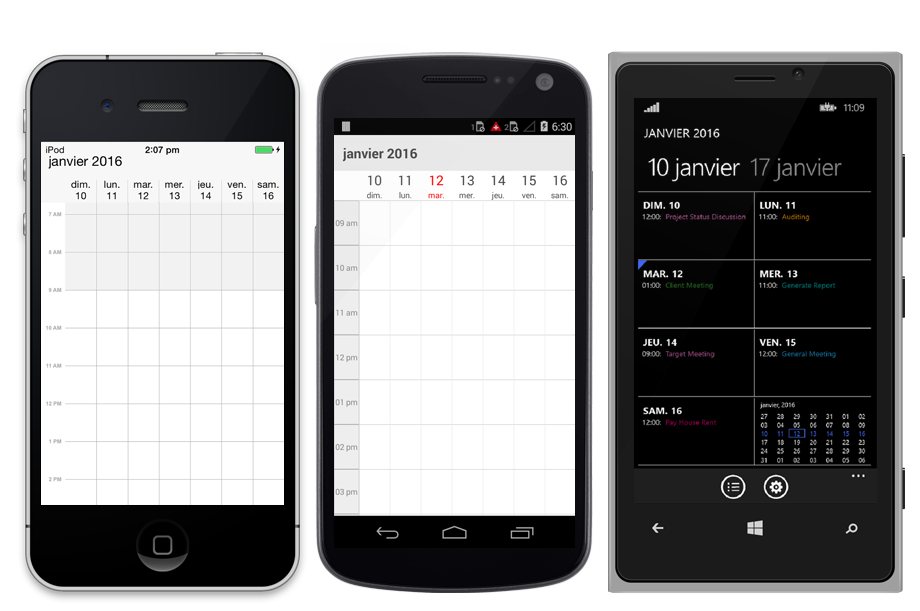 iPod 2:07 pm
janvier 2016
dim. lun. mar. mer. jeu. ven. sam.
10 11 12 13 14 15 16
7 AM
8 AM
9 AM
10 AM
11 AM
12 PM
1 PM
2 PM
1 2 6:30
janvier 2016
10 11 12 13 14 15 16
dim. lun. mar. mer. jeu. ven. sam.
09 am
10 am
11 am
12 pm
01 pm
02 pm
03 pm
11:09
JANVIER 2016
10 janvier 17 janvier
DIM. 10
12:00: Project Status Discussion
LUN. 11
11:00: Auditing
MAR. 12
01:00: Client Meeting
MER. 13
11:00: Generate Report
JEU. 14
09:00: Target Meeting
VEN. 15
12:00: General Meeting
SAM. 16
12:00: Pay House Rent
janvier, 2016
27 28 29 30 31 01 02
03 04 05 06 07 08 09
10 11 12 13 14 15 16
17 18 19 20 21 22 23
24 25 26 27 28 29 30
31 01 02 03 04 05 06